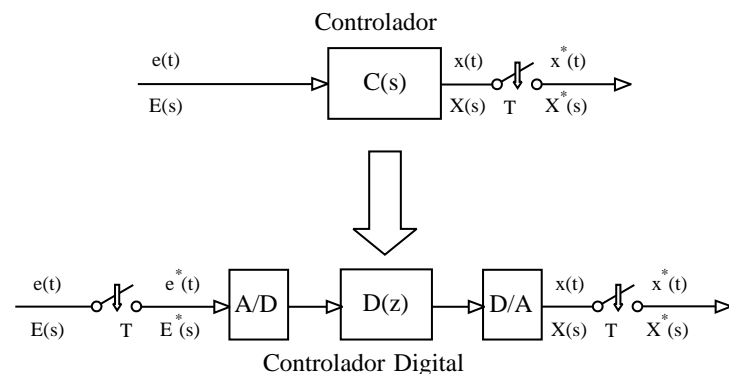 Controlador
e(t) x(t) x*(t)
C(s)
E(s) X(s) T X*(s)
e(t) e*(t) x(t) x*(t)
A/D D(z) D/A
E(s) T E*(s) X(s) T X*(s)
Controlador Digital